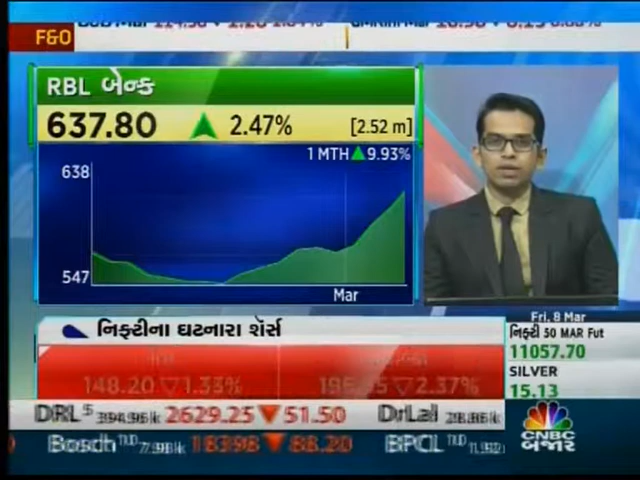 F&O
RBL બેન્ક
637.80 ▲ 2.47% [2.52 m]
1 MTH ▲ 9.93%
638
547
Mar
નિફ્ટીના ઘટનારા શૅર્સ
148.20 ▽ 1.33% ▽ 2.37%
Fri, 8 Mar
નિફ્ટી 50 MAR Fut
11057.70
SILVER
15.13
DRL 2629.25 ▼ 51.50 DrLal
Bosch 18398 ▼ 88.20 BPCL
CNBC
બજાર